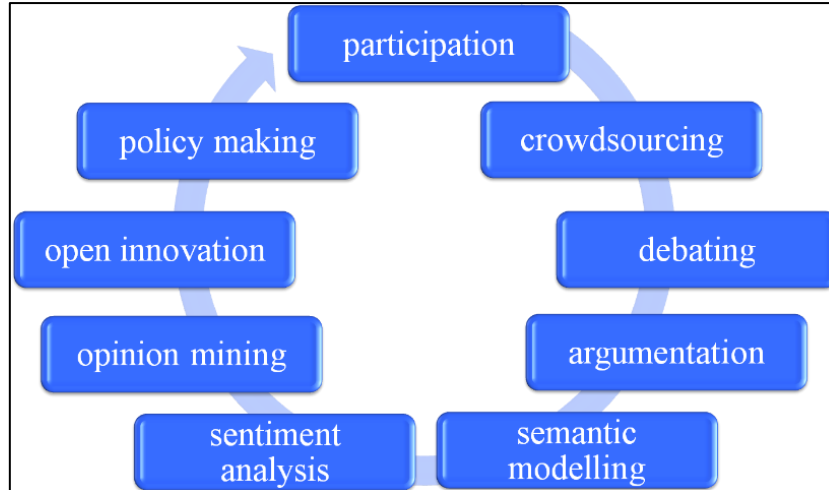 participation
crowdsourcing
debating
argumentation
semantic
modelling
sentiment
analysis
opinion mining
open innovation
policy making